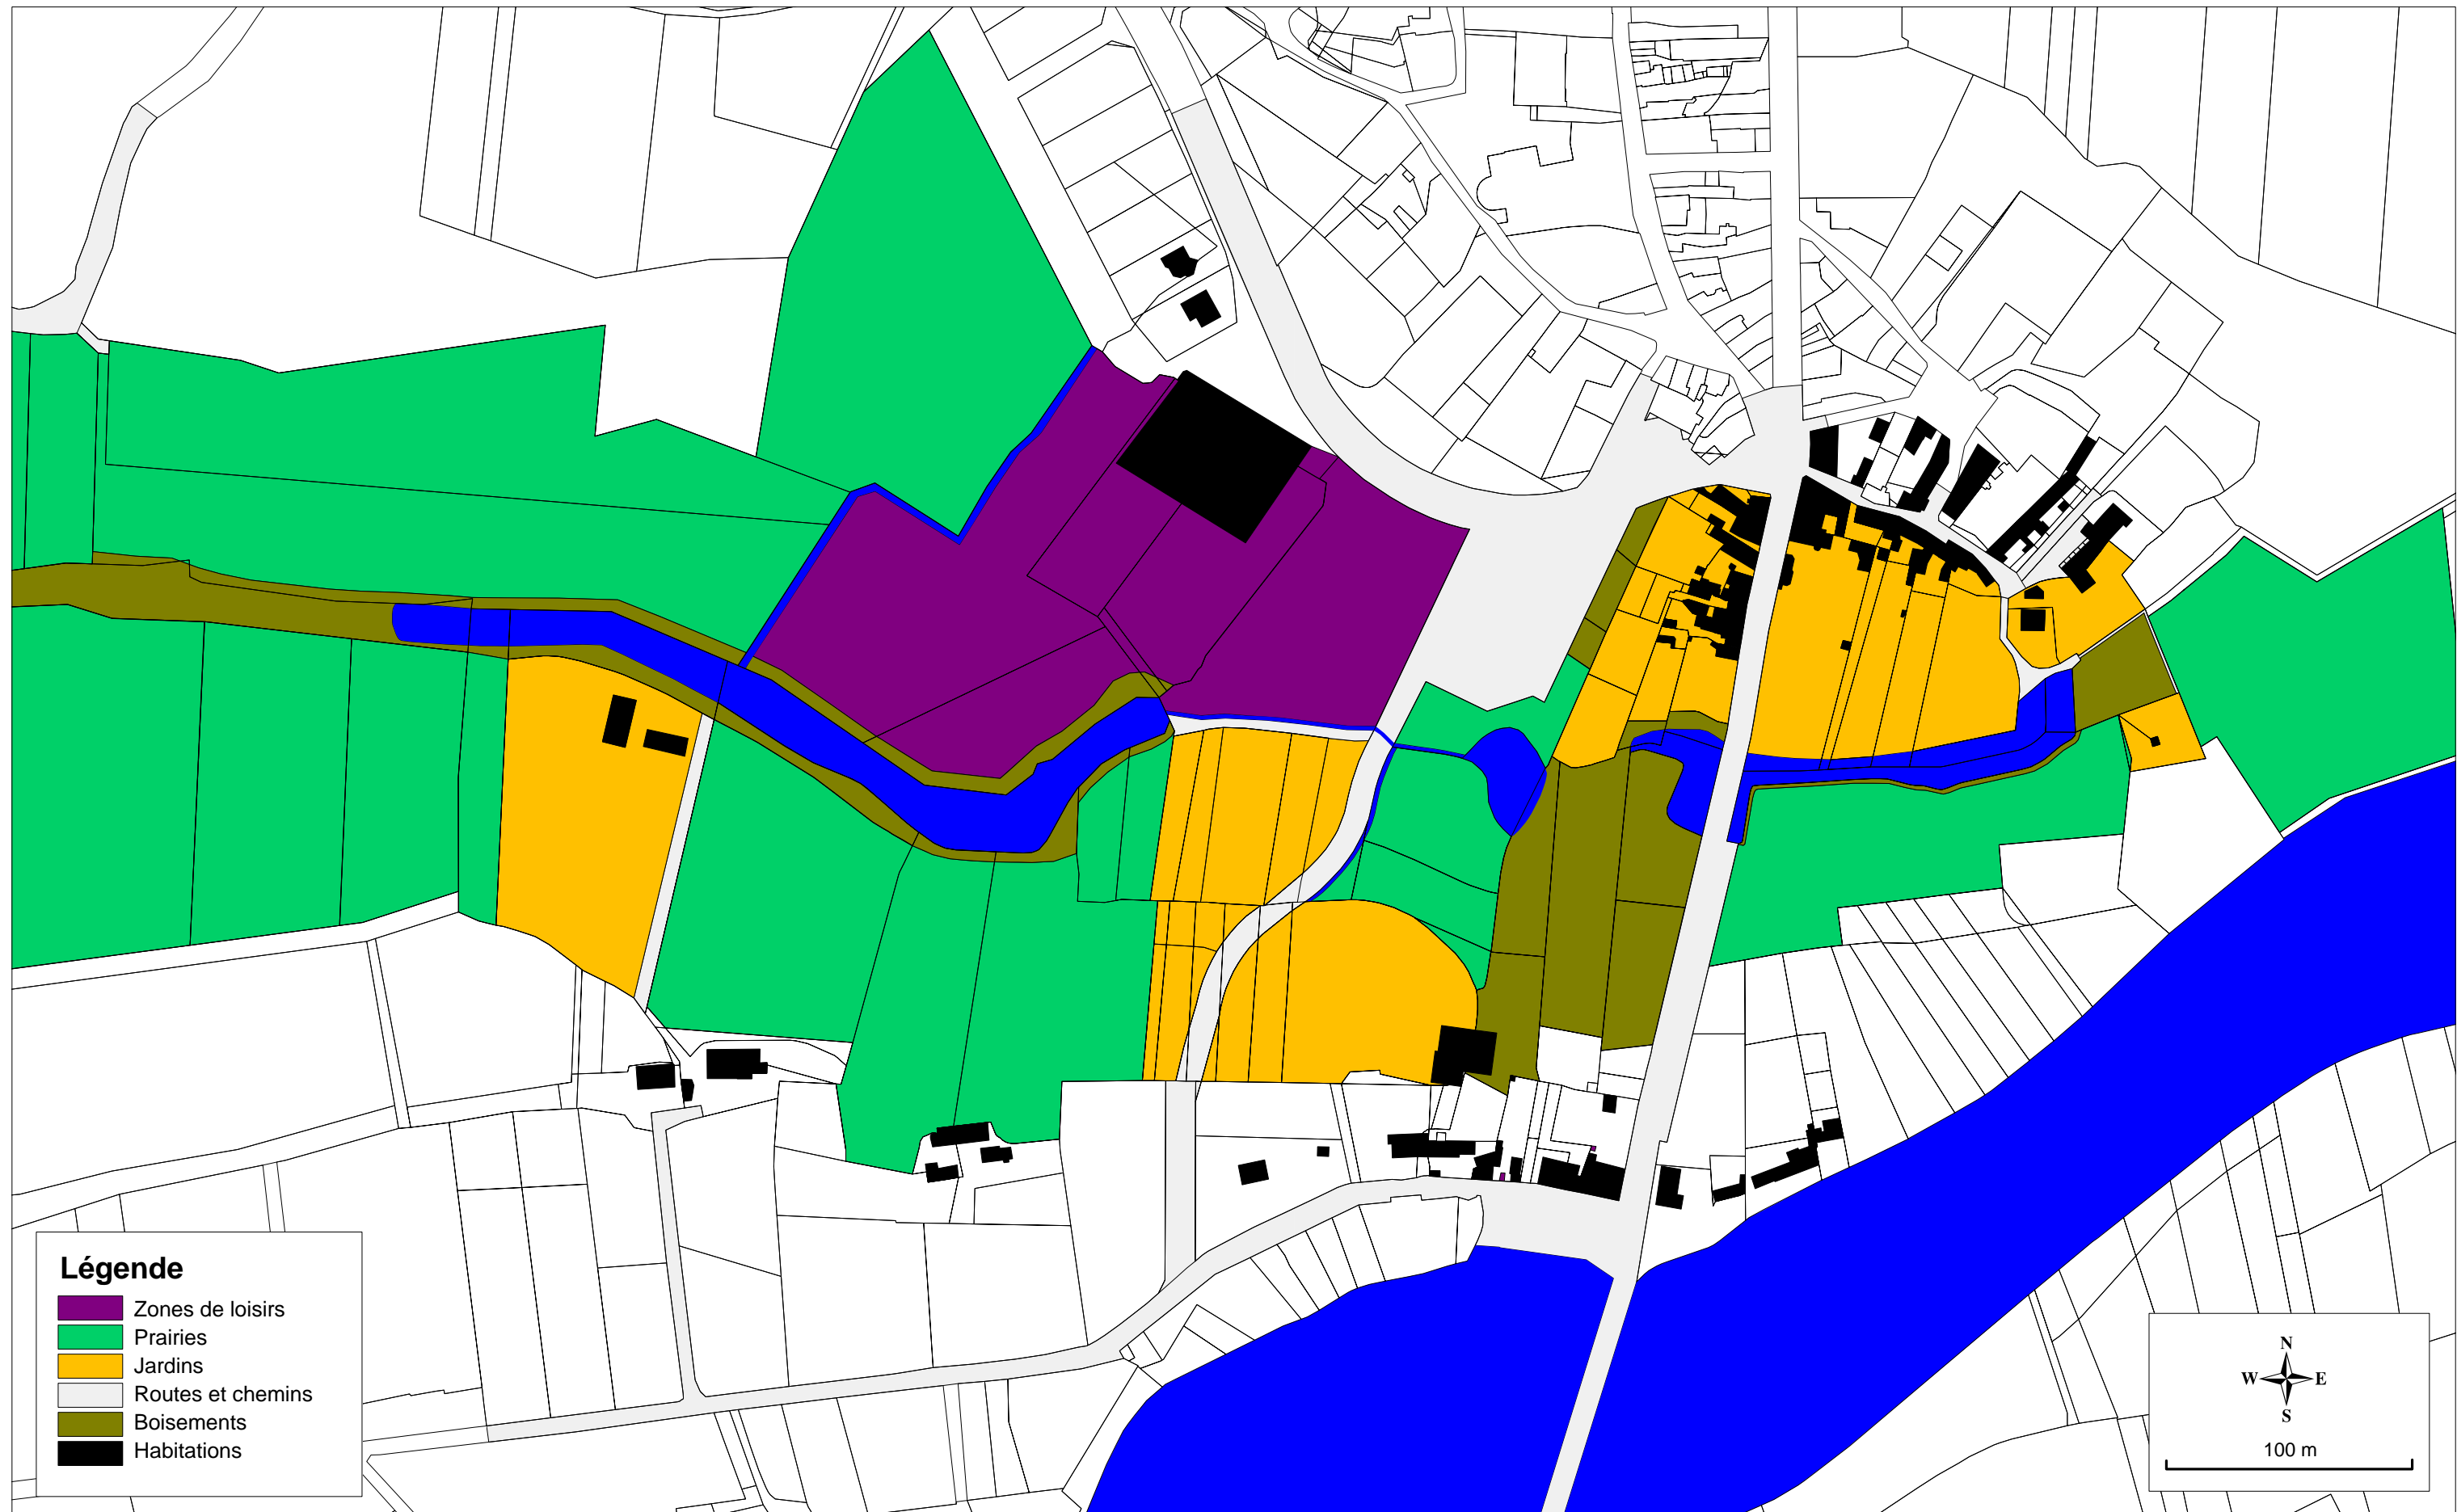 Légende
Zones de loisirs
Prairies
Jardins
Routes et chemins
Boisements
Habitations
N
W E
S
100 m